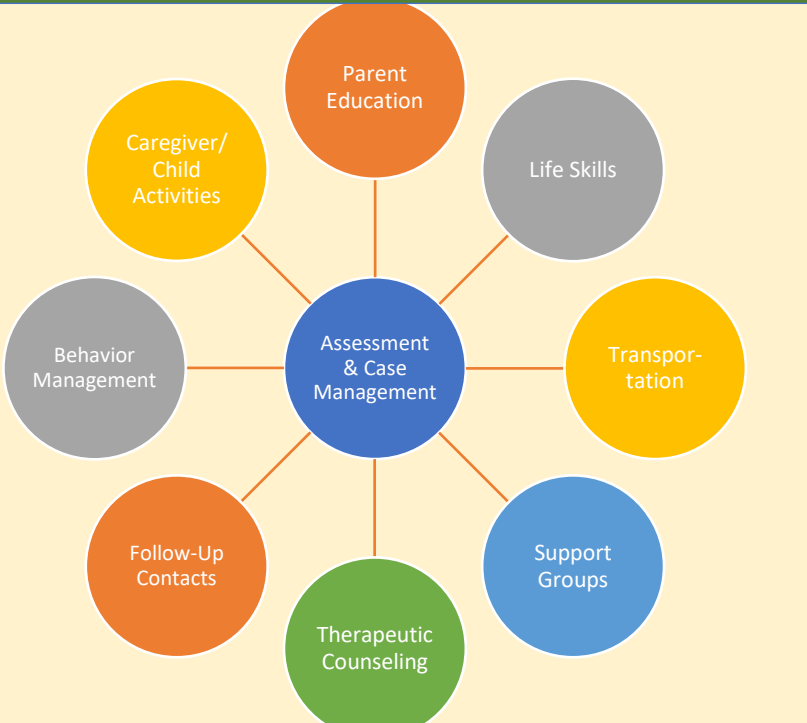 Parent
Education
Life Skills
Transpor-
tation
Support
Groups
Therapeutic
Counseling
Follow-Up
Contacts
Behavior
Management
Caregiver/
Child
Activities
Assessment
& Case
Management